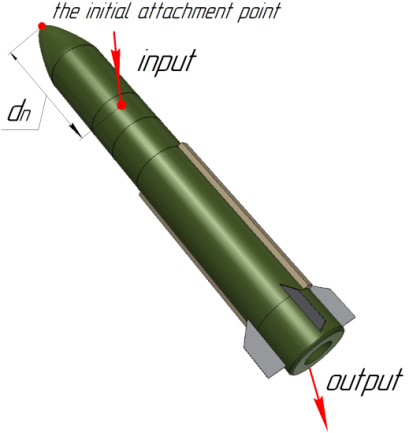 the initial attachment point
input
dn
output